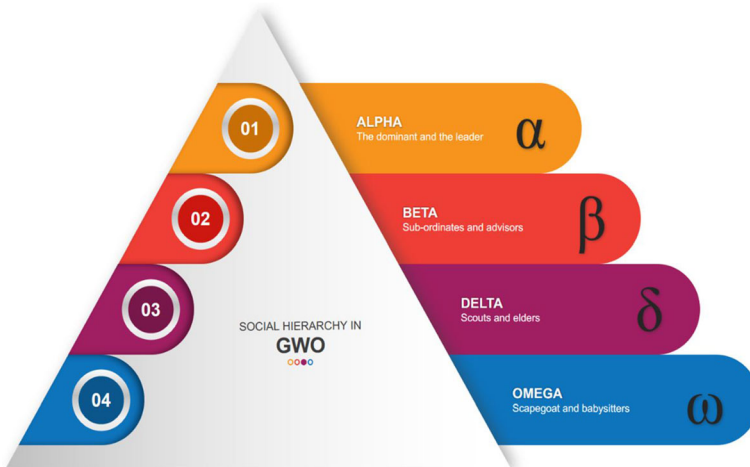 01
ALPHA
The dominant and the leader
α
02
BETA
Sub-ordinates and advisors
β
03
DELTA
Scouts and elders
δ
SOCIAL HIERARCHY IN
GWO
04
OMEGA
Scapegoat and babysitters
ω